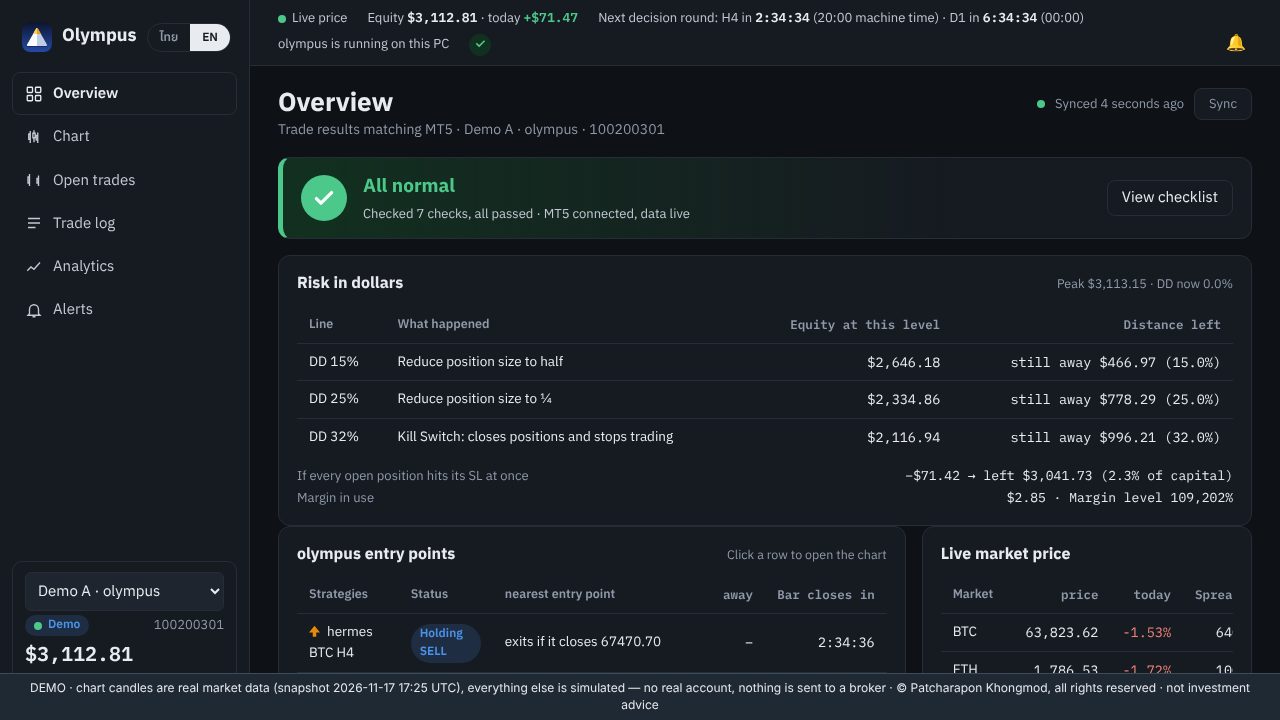 Olympus
ไทย EN
Overview
Chart
Open trades
Trade log
Analytics
Alerts
Demo A · olympus
Demo 100200301
$3,112.81
Live price Equity $3,112.81 · today +$71.47 Next decision round: H4 in 2:34:34 (20:00 machine time) · D1 in 6:34:34 (00:00)
olympus is running on this PC
Overview
Synced 4 seconds ago Sync
Trade results matching MT5 · Demo A · olympus · 100200301
All normal
Checked 7 checks, all passed · MT5 connected, data live
View checklist
Risk in dollars Peak $3,113.15 · DD now 0.0%
Line What happened Equity at this level Distance left
DD 15% Reduce position size to half $2,646.18 still away $466.97 (15.0%)
DD 25% Reduce position size to ¼ $2,334.86 still away $778.29 (25.0%)
DD 32% Kill Switch: closes positions and stops trading $2,116.94 still away $996.21 (32.0%)
If every open position hits its SL at once −$71.42 → left $3,041.73 (2.3% of capital)
Margin in use $2.85 · Margin level 109,202%
olympus entry points Click a row to open the chart
Strategies Status nearest entry point away Bar closes in
hermes
BTC H4
Holding
SELL
exits if it closes 67470.70 – 2:34:36
Live market price
Market price today Sprea
BTC 63,823.62 -1.53% 64
ETH 1,786.53 -1.72% 10
DEMO · chart candles are real market data (snapshot 2026-11-17 17:25 UTC), everything else is simulated — no real account, nothing is sent to a broker · © Patcharapon Khongmod, all rights reserved · not investment
advice